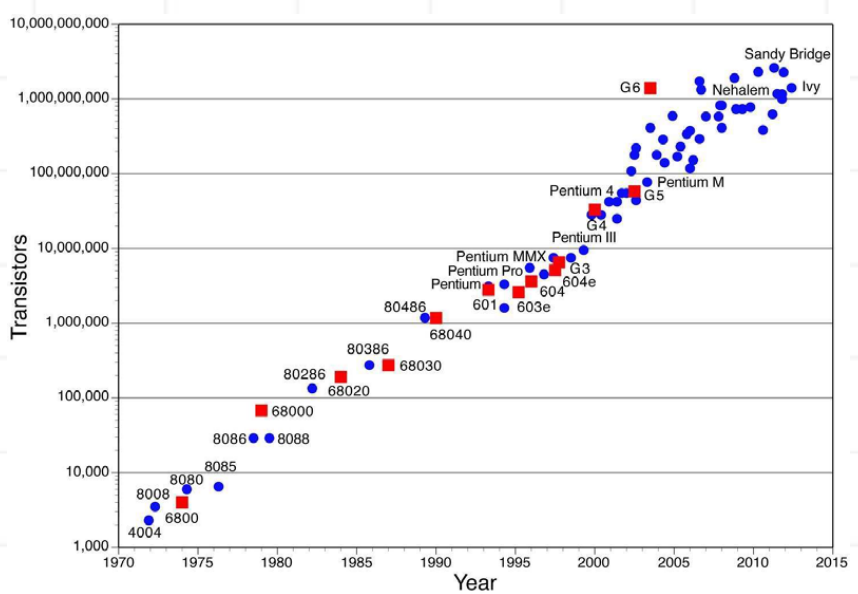 10,000,000,000
Sandy Bridge
G6
Nehalem
Ivy
1,000,000,000
100,000,000
Pentium 4
Pentium M
G5
G4
Pentium III
10,000,000
Pentium MMX
G3
Pentium Pro
604e
Pentium
604
601
603e
1,000,000
80486
68040
80386
68030
80286
68020
100,000
68000
8086
8088
8085
10,000
8080
8008
6800
4004
1,000
Transistors
1970 1975 1980 1985 1990 1995 2000 2005 2010 2015
Year